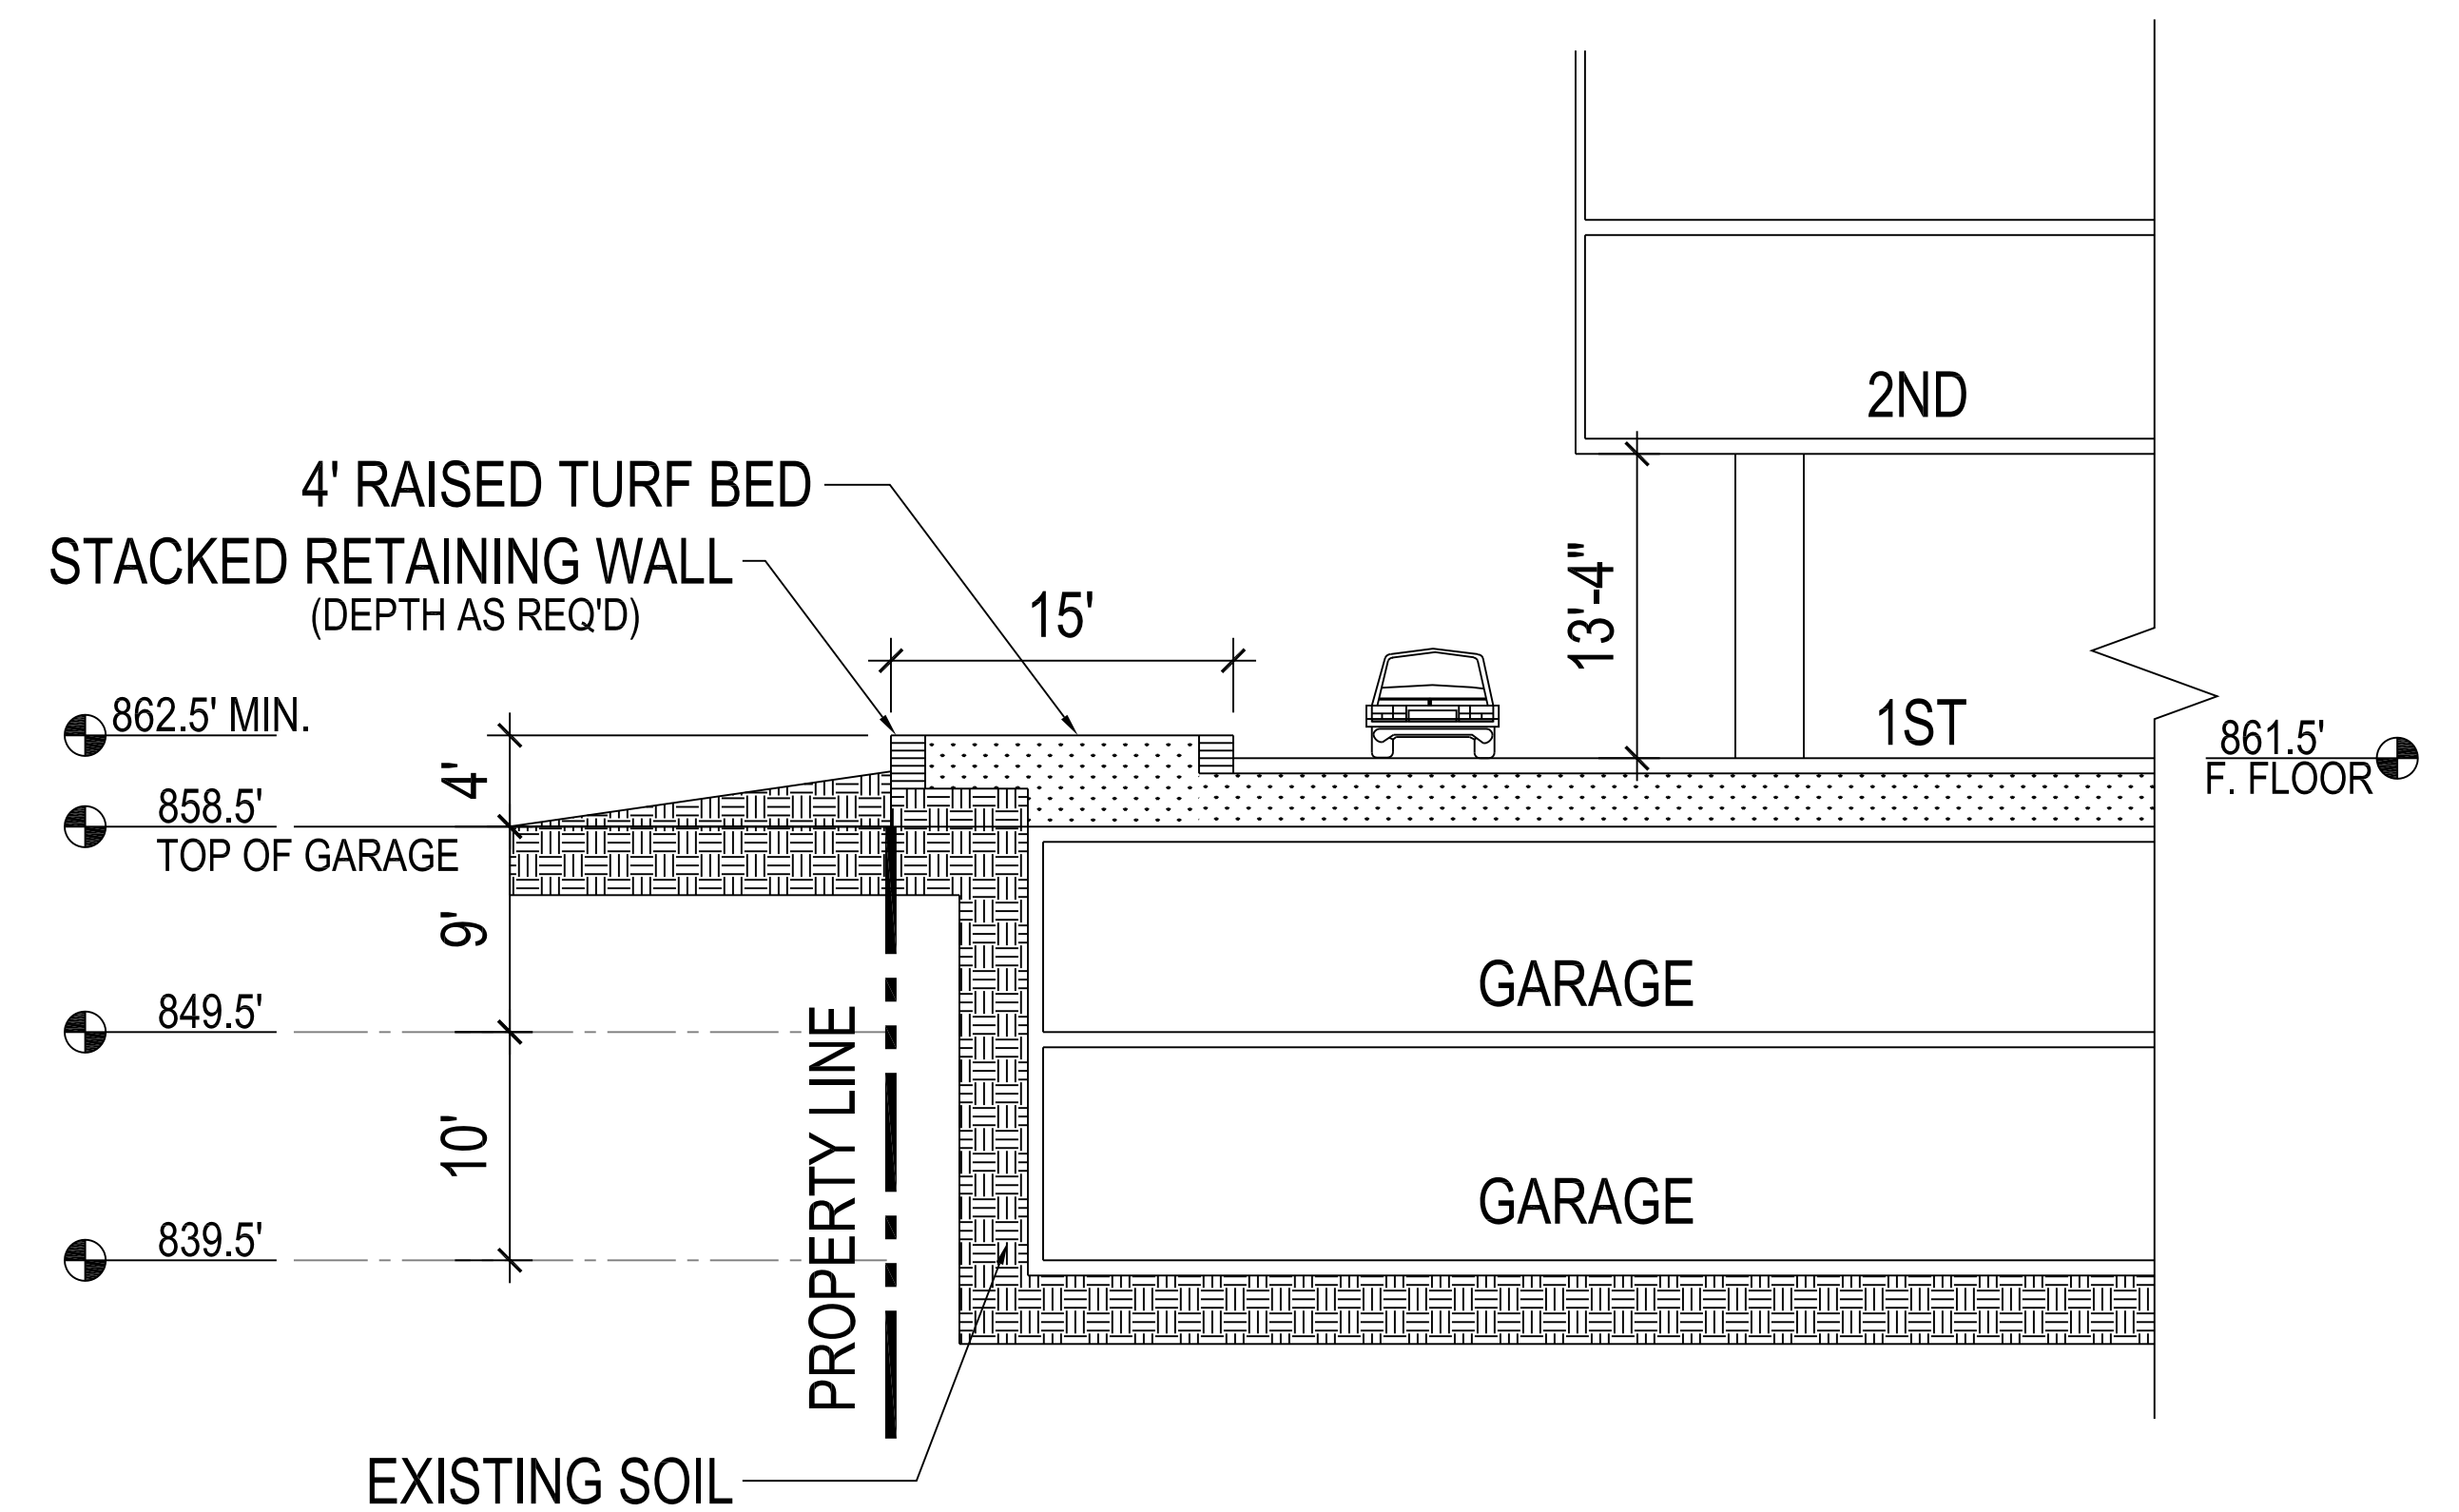 2ND
4' RAISED TURF BED
STACKED RETAINING WALL
(DEPTH AS REQ'D)
15'
13'-4"
862.5' MIN.
1ST
861.5'
F. FLOOR
4'
858.5'
TOP OF GARAGE
9'
GARAGE
849.5'
10'
PROPERTY LINE
GARAGE
839.5'
EXISTING SOIL